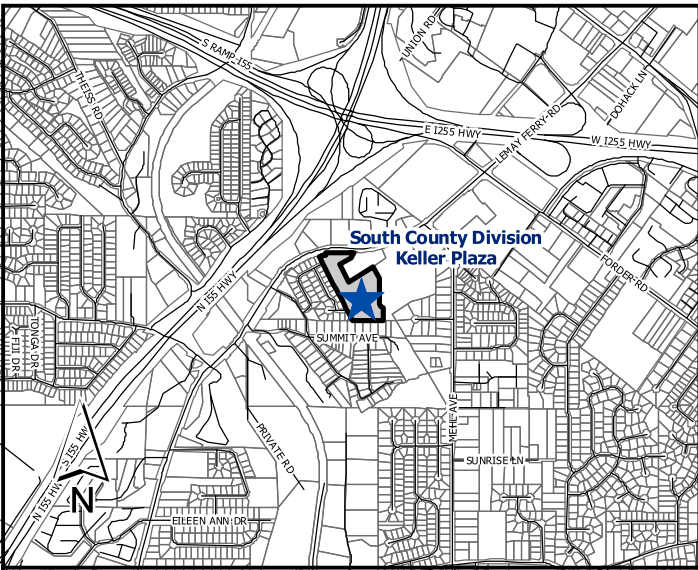 UNION RD
S RAMP I55
THEISS RD
DOHACK LN
E I255 HWY
LEMAY FERRY RD
W I255 HWY
South County Division
Keller Plaza
FORDER RD
N I55 HWY
SUMMIT AVE
TONGA DR
FIJI DR
MEHL AVE
S I55 HWY
N I55 HWY
PRIVATE RD
SUNRISE LN
N
EILEEN ANN DR